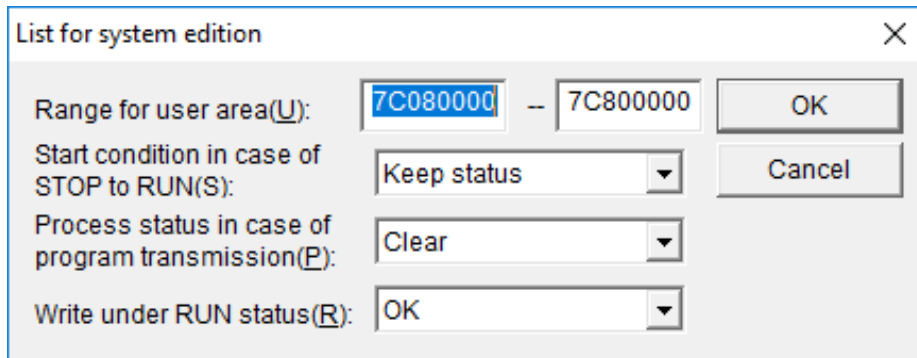 List for system edition
Range for user area(U): 7C080000 -- 7C800000 OK
Start condition in case of
STOP to RUN(S): Keep status Cancel
Process status in case of
program transmission(P): Clear
Write under RUN status(R): OK